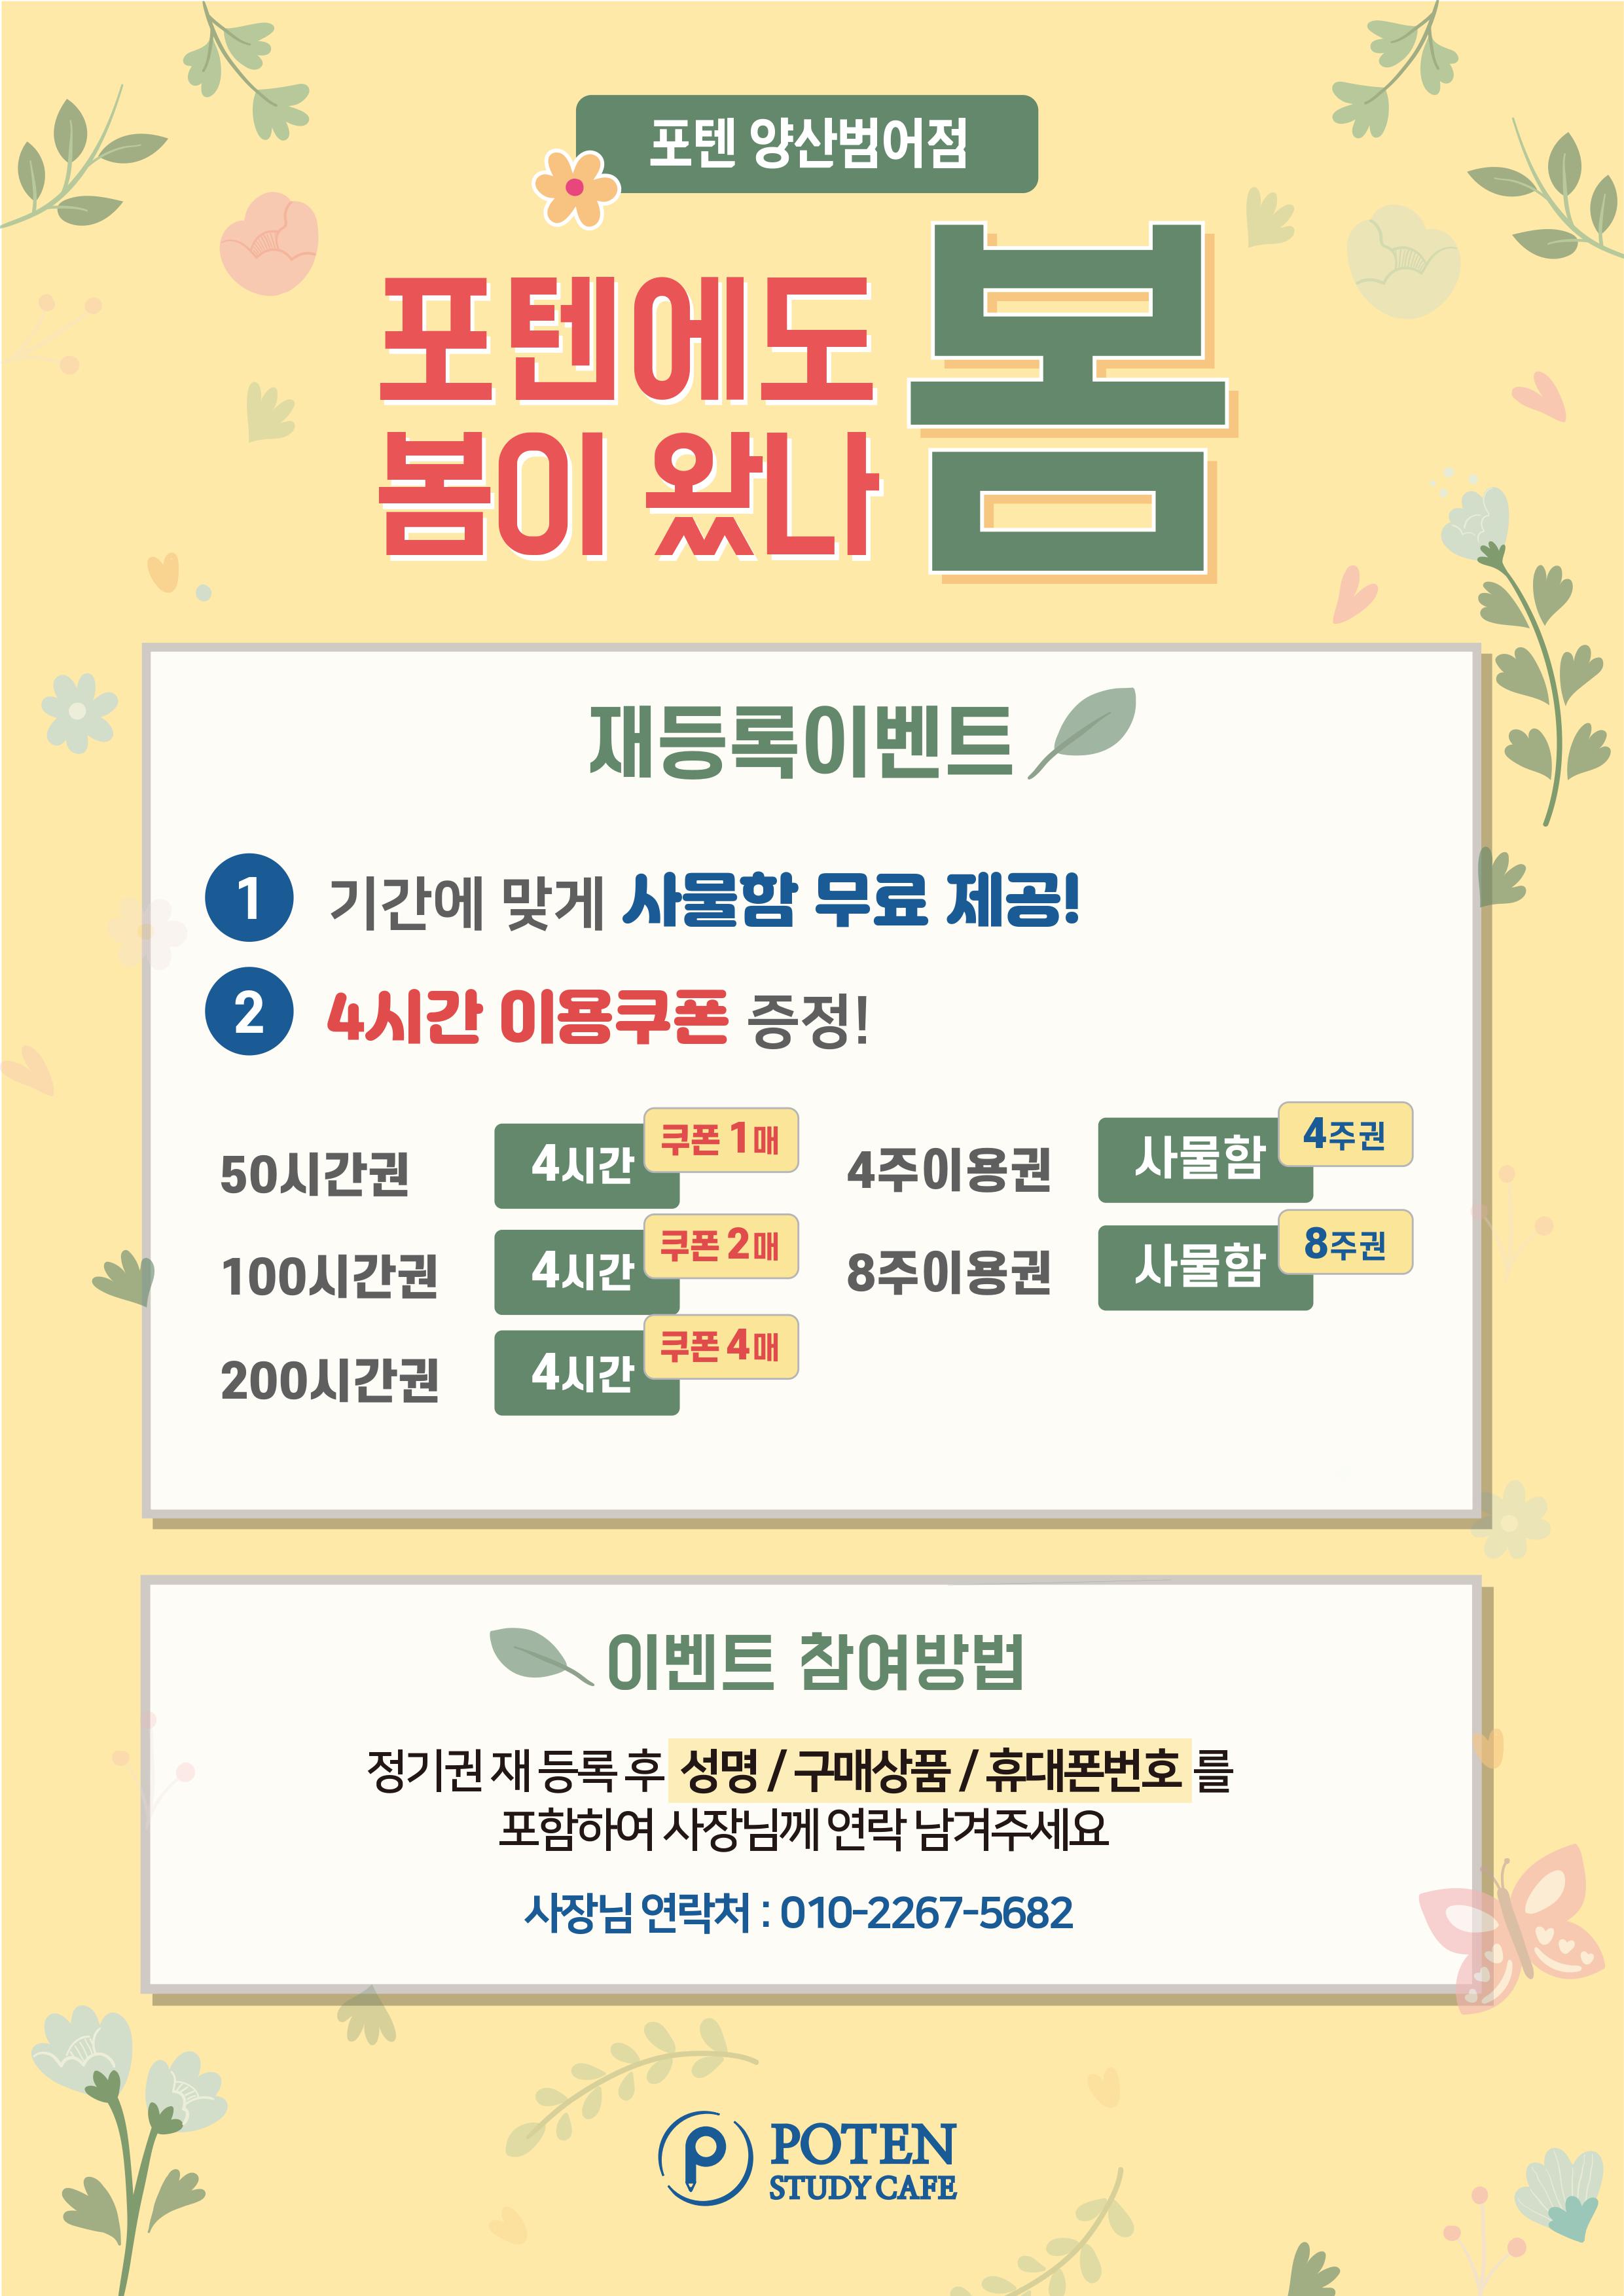 포텐 양산범어점
포텐에도
봄이 왔나
봄
재등록이벤트
1 기간에 맞게 사물함 무료 제공!
2 4시간 이용쿠폰 증정!
50시간권 4시간 쿠폰 1매
100시간권 4시간 쿠폰 2매
200시간권 4시간 쿠폰 4매
4주이용권 사물함 4주권
8주이용권 사물함 8주권
이벤트 참여방법
정기권 재 등록 후 성명 / 구매상품 / 휴대폰번호 를
포함하여 사장님께 연락 남겨주세요
사장님 연락처 : 010-2267-5682
POTEN
STUDY CAFE